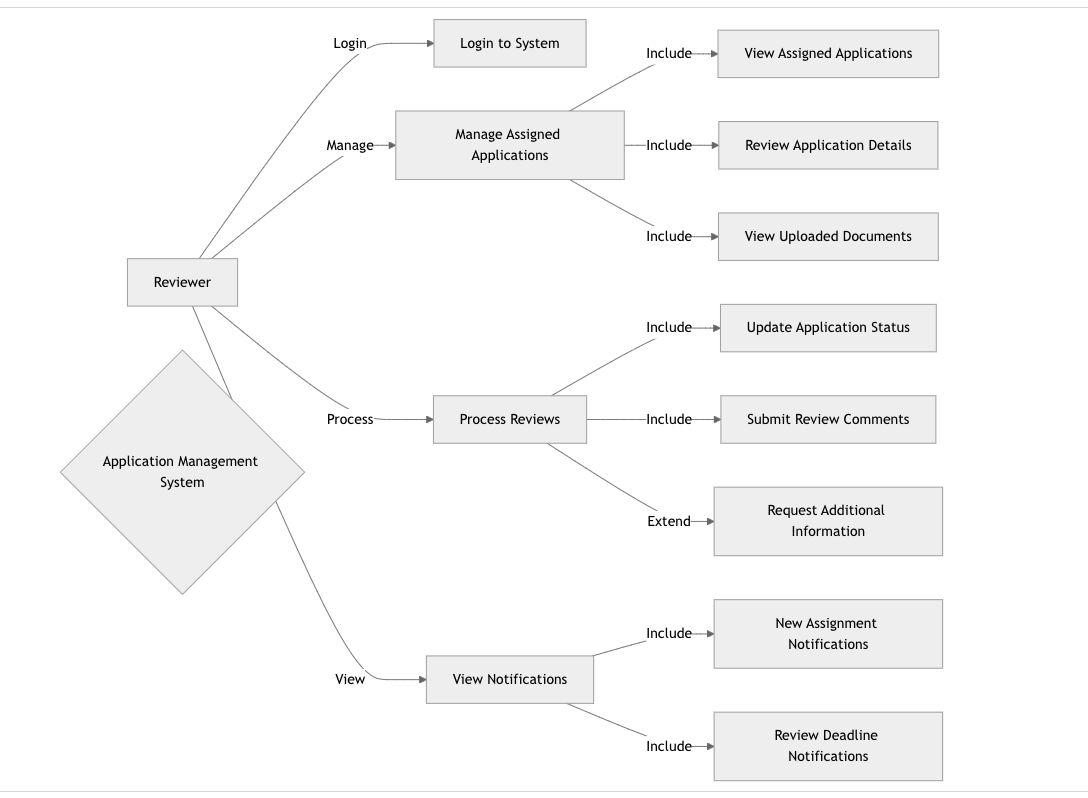 Login
Login to System
Include
View Assigned Applications
Manage
Manage Assigned
Applications
Include
Review Application Details
Include
View Uploaded Documents
Reviewer
Include
Update Application Status
Process
Process Reviews
Include
Submit Review Comments
Application Management
System
Extend
Request Additional
Information
Include
New Assignment
Notifications
View
View Notifications
Include
Review Deadline
Notifications